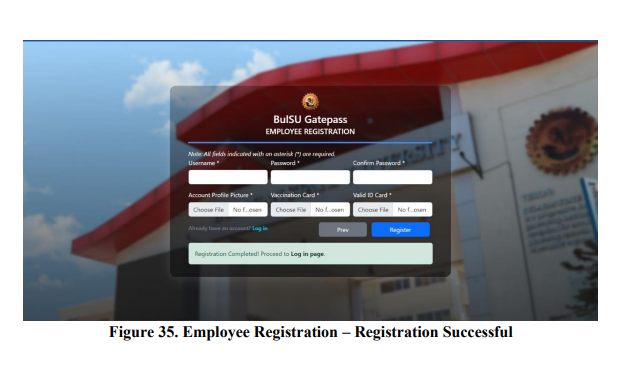 BulSU Gatepass
EMPLOYEE REGISTRATION
Note: All fields indicated with an asterisk (*) are required.
Username * Password * Confirm Password *
Account Profile Picture * Vaccination Card * Valid ID Card *
Choose File No f...osen Choose File No f...osen Choose File No f...osen
Already have an account? Log in Prev Register
Registration Completed! Proceed to Log in page.
Figure 35. Employee Registration – Registration Successful